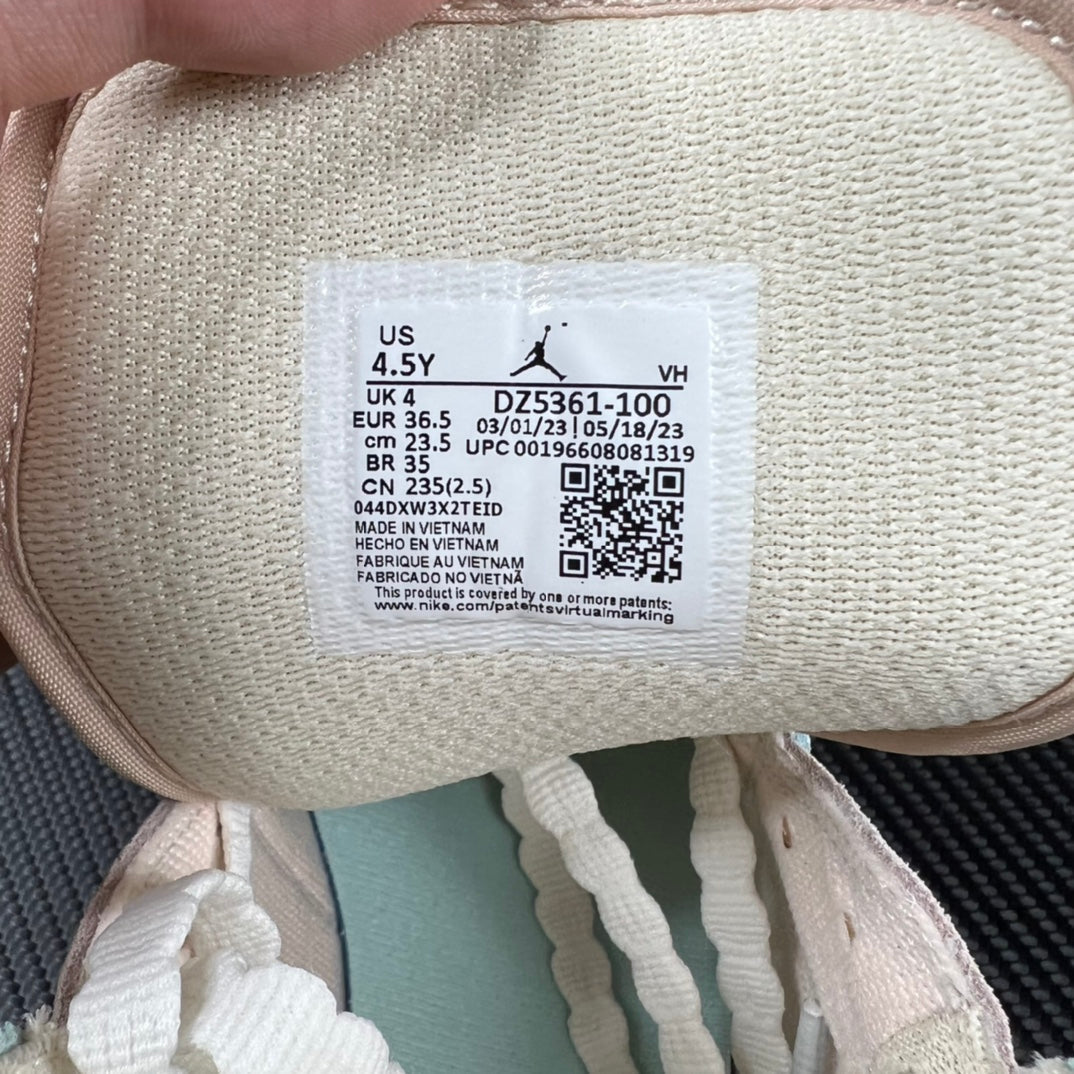 US
4.5Y
VH
UK 4
DZ5361-100
EUR 36.5
03/01/23 | 05/18/23
cm 23.5
UPC 00196608081319
BR 35
CN 235(2.5)
044DXW3X2TEID
MADE IN VIETNAM
HECHO EN VIETNAM
FABRIQUE AU VIETNAM
FABRICADO NO VIETNÃ
This product is covered by one or more patents:
www.nike.com/patentsvirtualmarking